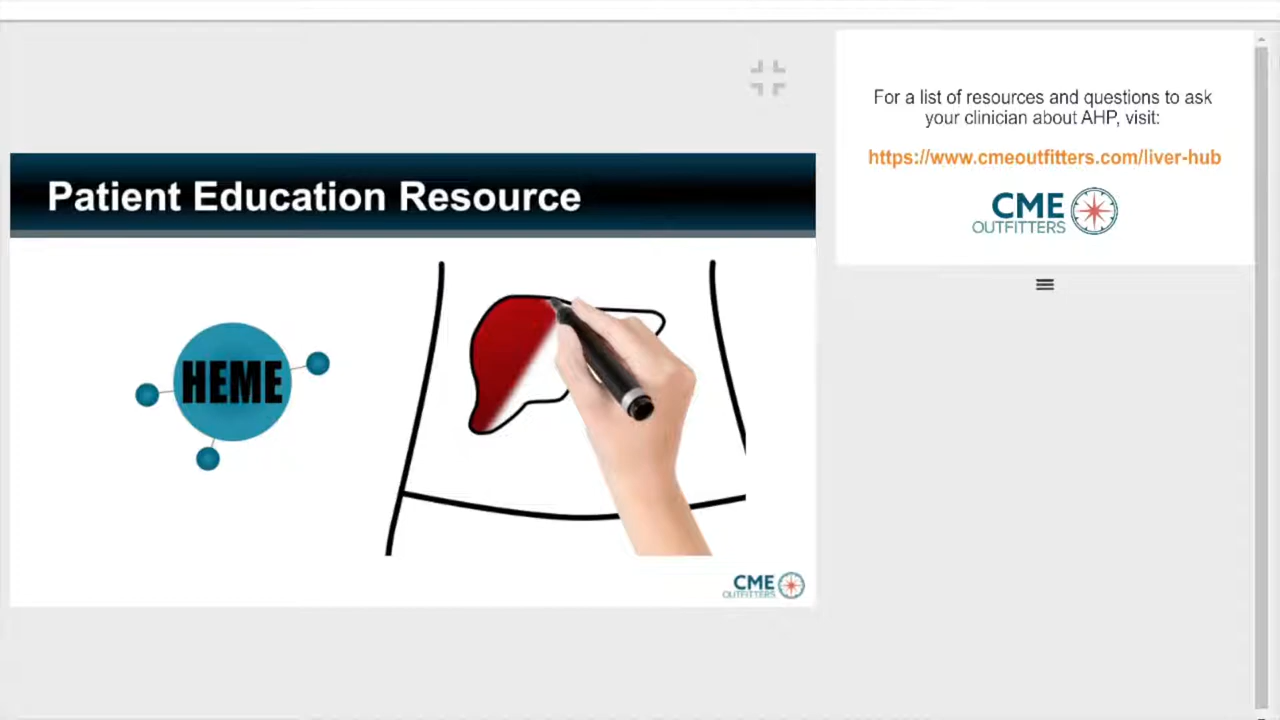 Patient Education Resource
HEME
CME
OUTFITTERS
For a list of resources and questions to ask
your clinician about AHP, visit:
https://www.cmeoutfitters.com/liver-hub
CME
OUTFITTERS